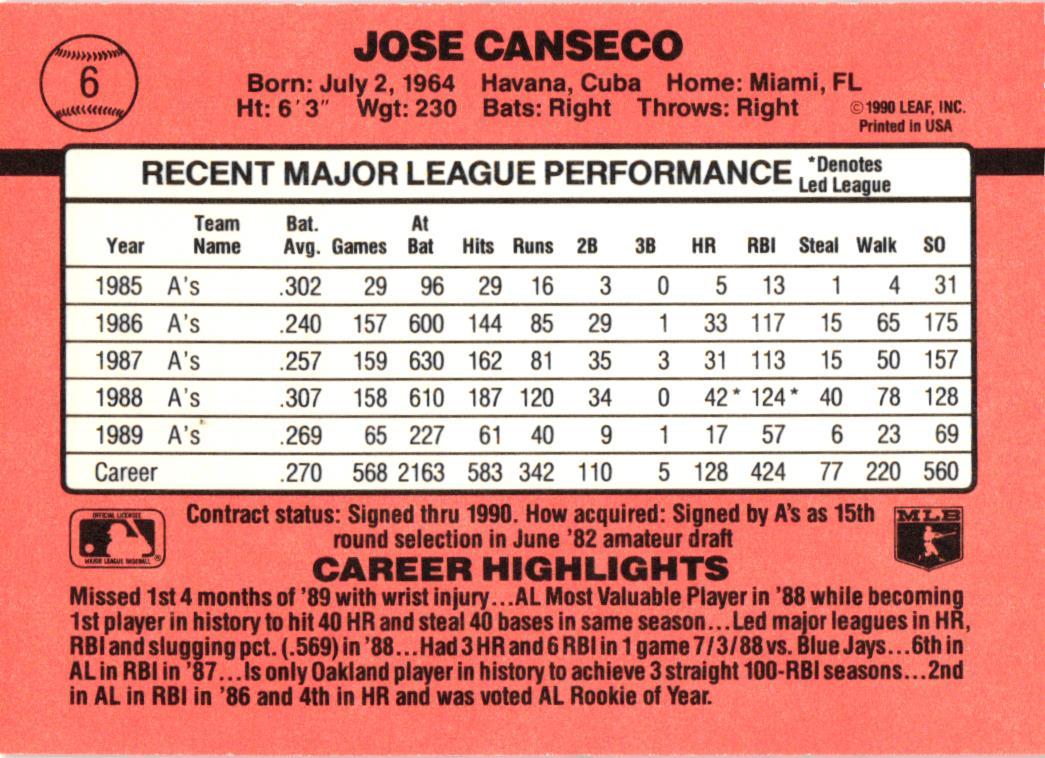 6
JOSE CANSECO
Born: July 2, 1964 Havana, Cuba Home: Miami, FL
Ht: 6'3" Wgt: 230 Bats: Right Throws: Right
©1990 LEAF, INC.
Printed in USA
RECENT MAJOR LEAGUE PERFORMANCE *Denotes Led League
Year Team Name Bat. Avg. Games At Bat Hits Runs 2B 3B HR RBI Steal Walk SO
1985 A's .302 29 96 29 16 3 0 5 13 1 4 31
1986 A's .240 157 600 144 85 29 1 33 117 15 65 175
1987 A's .257 159 630 162 81 35 3 31 113 15 50 157
1988 A's .307 158 610 187 120 34 0 42* 124* 40 78 128
1989 A's .269 65 227 61 40 9 1 17 57 6 23 69
Career .270 568 2163 583 342 110 5 128 424 77 220 560
OFFICIAL LICENSEE
MAJOR LEAGUE BASEBALL®
Contract status: Signed thru 1990. How acquired: Signed by A's as 15th
round selection in June '82 amateur draft
MLB
CAREER HIGHLIGHTS
Missed 1st 4 months of '89 with wrist injury...AL Most Valuable Player in '88 while becoming
1st player in history to hit 40 HR and steal 40 bases in same season...Led major leagues in HR,
RBI and slugging pct. (.569) in '88...Had 3 HR and 6 RBI in 1 game 7/3/88 vs. Blue Jays...6th in
AL in RBI in '87...Is only Oakland player in history to achieve 3 straight 100-RBI seasons...2nd
in AL in RBI in '86 and 4th in HR and was voted AL Rookie of Year.